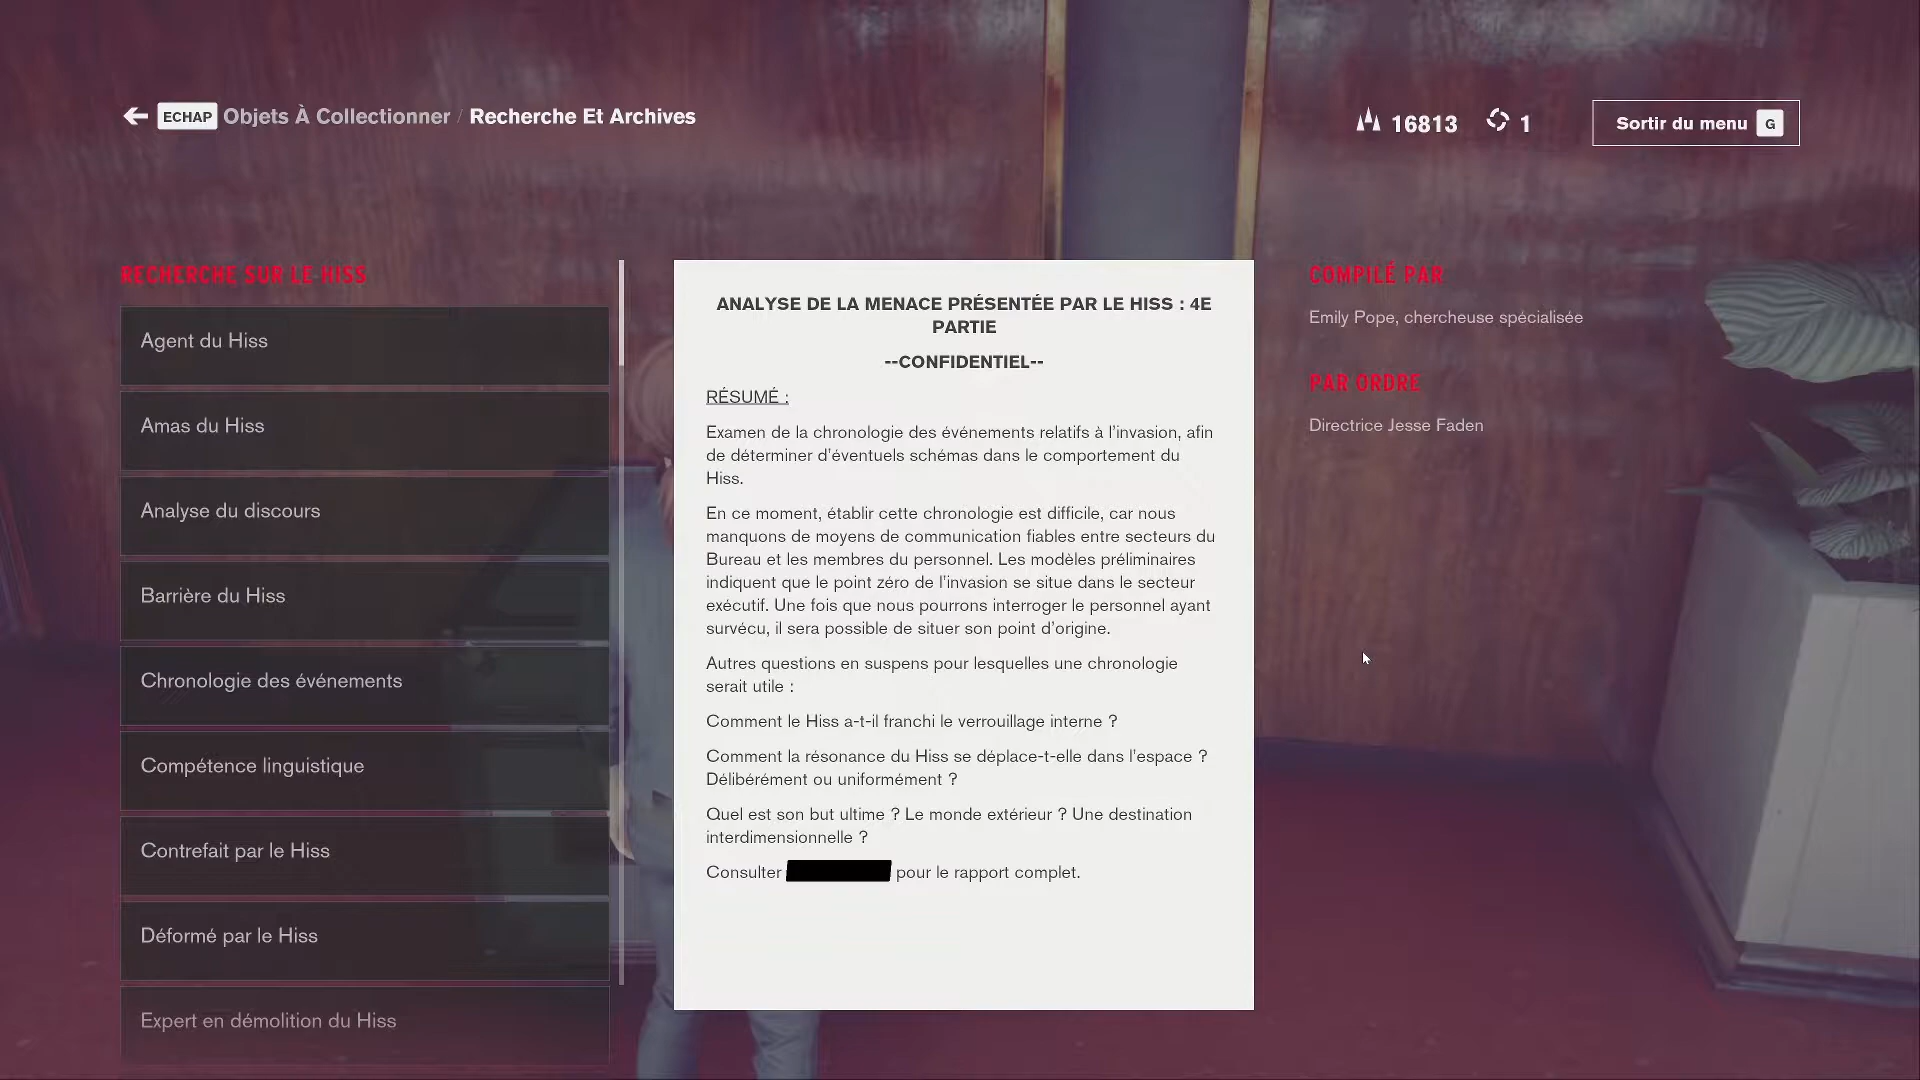 ECHAP Objets À Collectionner / Recherche Et Archives
16813 1
Sortir du menu G
RECHERCHE SUR LE HISS
Agent du Hiss
Amas du Hiss
Analyse du discours
Barrière du Hiss
Chronologie des événements
Compétence linguistique
Contrefait par le Hiss
Déformé par le Hiss
Expert en démolition du Hiss
ANALYSE DE LA MENACE PRÉSENTÉE PAR LE HISS : 4E
PARTIE
--CONFIDENTIEL--
RÉSUMÉ :
Examen de la chronologie des événements relatifs à l'invasion, afin
de déterminer d'éventuels schémas dans le comportement du
Hiss.
En ce moment, établir cette chronologie est difficile, car nous
manquons de moyens de communication fiables entre secteurs du
Bureau et les membres du personnel. Les modèles préliminaires
indiquent que le point zéro de l'invasion se situe dans le secteur
exécutif. Une fois que nous pourrons interroger le personnel ayant
survécu, il sera possible de situer son point d'origine.
Autres questions en suspens pour lesquelles une chronologie
serait utile :
Comment le Hiss a-t-il franchi le verrouillage interne ?
Comment la résonance du Hiss se déplace-t-elle dans l'espace ?
Délibérément ou uniformément ?
Quel est son but ultime ? Le monde extérieur ? Une destination
interdimensionnelle ?
Consulter pour le rapport complet.
COMPILÉ PAR
Emily Pope, chercheuse spécialisée
PAR ORDRE
Directrice Jesse Faden